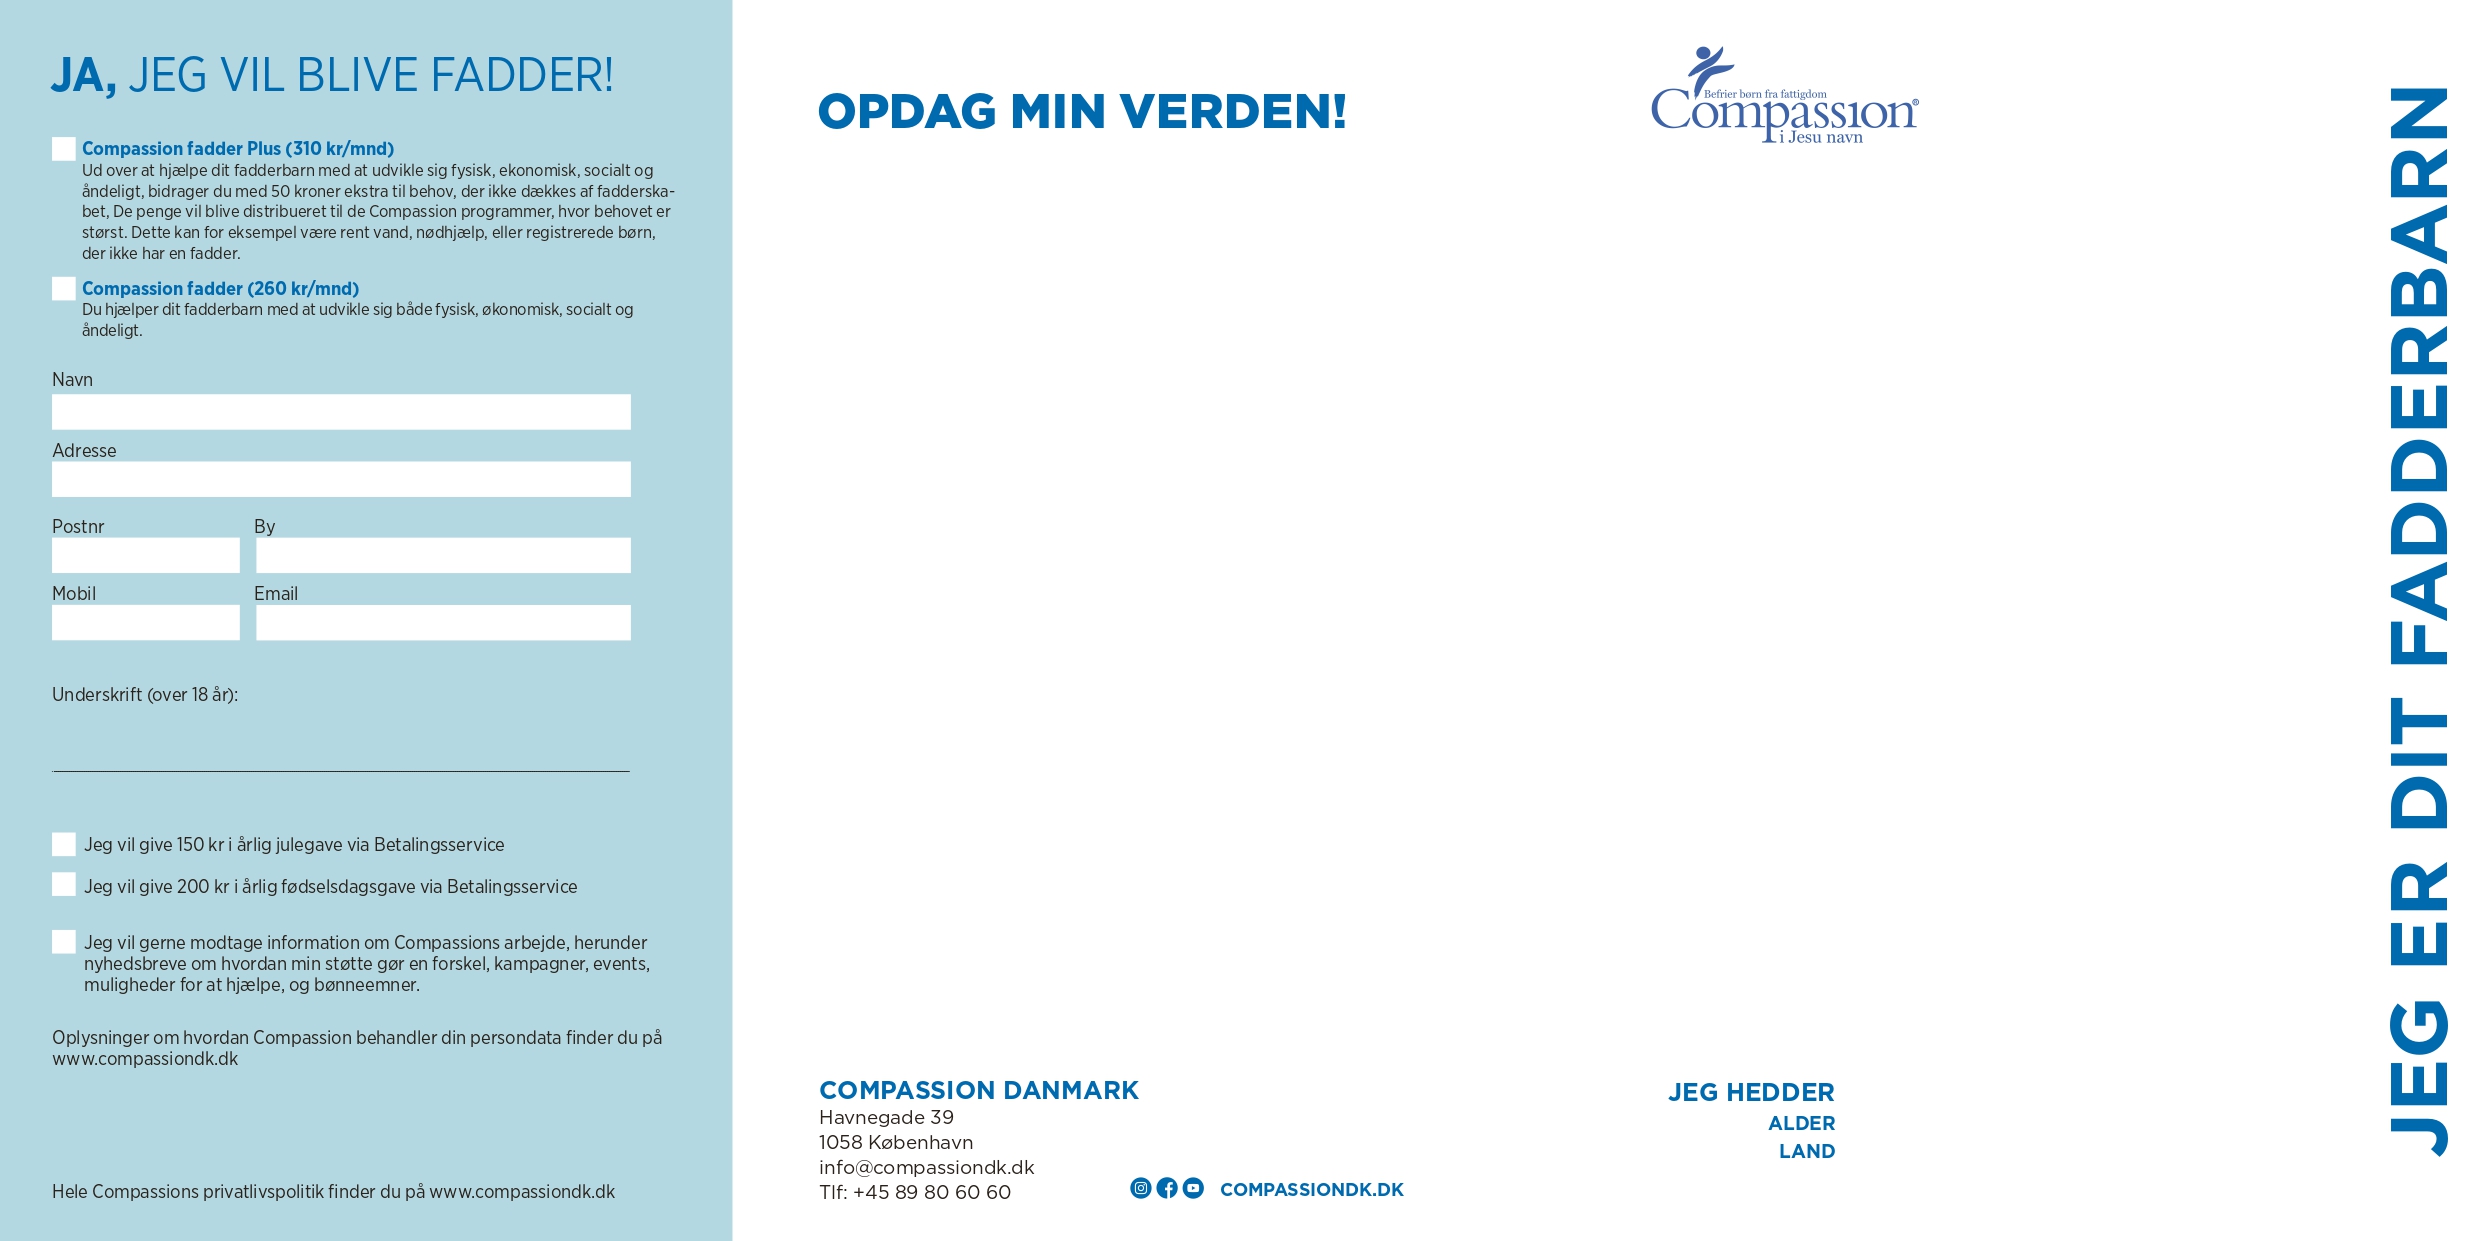 JA, JEG VIL BLIVE FADDER!
Compassion fadder Plus (310 kr/mnd)
Ud over at hjælpe dit fadderbarn med at udvikle sig fysisk, ekonomisk, socialt og
åndeligt, bidrager du med 50 kroner ekstra til behov, der ikke dækkes af fadderska-
bet, De penge vil blive distribueret til de Compassion programmer, hvor behovet er
størst. Dette kan for eksempel være rent vand, nødhjælp, eller registrerede børn,
der ikke har en fadder.
Compassion fadder (260 kr/mnd)
Du hjælper dit fadderbarn med at udvikle sig både fysisk, økonomisk, socialt og
åndeligt.
Navn
Adresse
Postnr
By
Mobil
Email
Underskrift (over 18 år):
Jeg vil give 150 kr i årlig julegave via Betalingsservice
Jeg vil give 200 kr i årlig fødselsdagsgave via Betalingsservice
Jeg vil gerne modtage information om Compassions arbejde, herunder
nyhedsbreve om hvordan min støtte gør en forskel, kampagner, events,
muligheder for at hjælpe, og bønneemner.
Oplysninger om hvordan Compassion behandler din persondata finder du på
www.compassiondk.dk
Hele Compassions privatlivspolitik finder du på www.compassiondk.dk
OPDAG MIN VERDEN!
COMPASSION DANMARK
Havnegade 39
1058 København
info@compassiondk.dk
Tlf: +45 89 80 60 60
COMPASSIONDK.DK
Befrier børn fra fattigdom
Compassion®
i Jesu navn
JEG HEDDER
ALDER
LAND
JEG ER DIT FADDERBARN